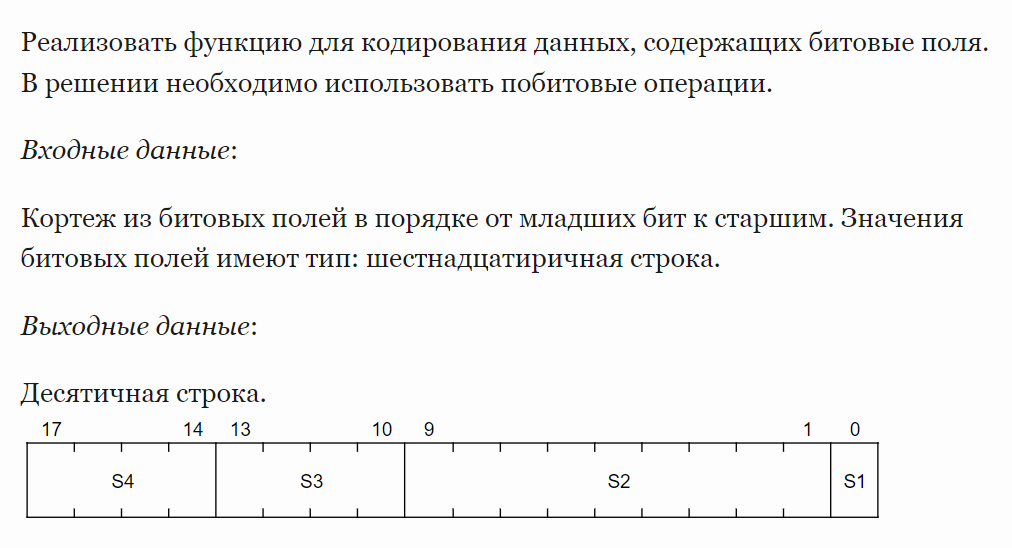 Реализовать функцию для кодирования данных, содержащих битовые поля.
В решении необходимо использовать побитовые операции.
Входные данные:
Кортеж из битовых полей в порядке от младших бит к старшим. Значения
битовых полей имеют тип: шестнадцатиричная строка.
Выходные данные:
Десятичная строка.
17 14 13 10 9 1 0
S4 S3 S2 S1